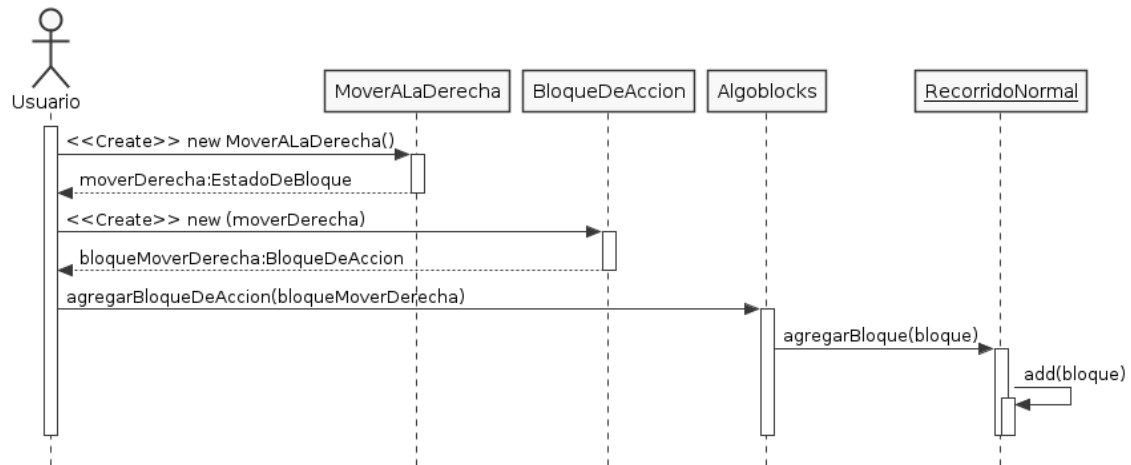 Usuario
MoverALaDerecha
BloqueDeAccion
Algoblocks
RecorridoNormal
<<Create>> new MoverALaDerecha()
moverDerecha:EstadoDeBloque
<<Create>> new (moverDerecha)
bloqueMoverDerecha:BloqueDeAccion
agregarBloqueDeAccion(bloqueMoverDerecha)
agregarBloque(bloque)
add(bloque)